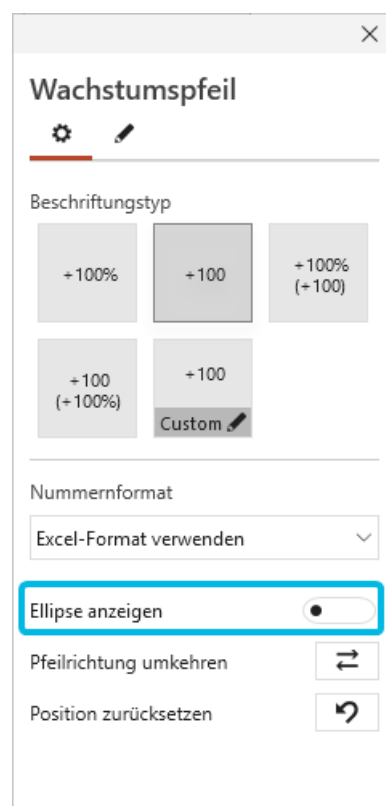 Wachstumspfeil
Beschriftungstyp
+100%
+100
+100%
(+100)
+100
(+100%)
+100
Custom
Nummernformat
Excel-Format verwenden
Ellipse anzeigen
Pfeilrichtung umkehren
Position zurücksetzen